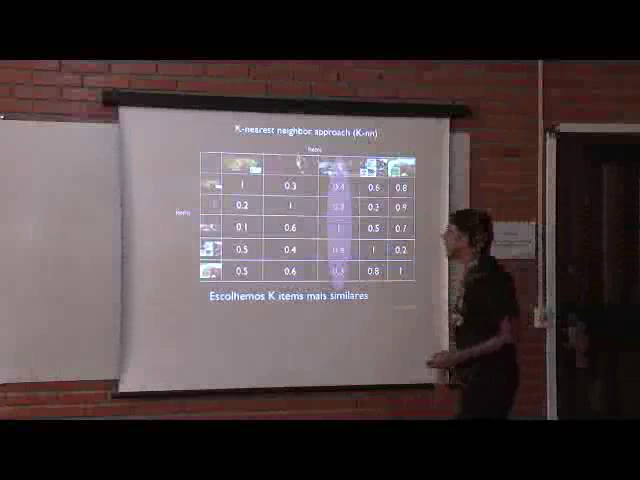 K-nearest neighbor approach (K-nn)
Items
1 0.3 0.4 0.6 0.8
Items
0.2 1 0.3 0.9
0.1 0.6 1 0.5 0.7
0.5 0.4 1 0.2
0.5 0.6 0.8 1
Escolhemos K items mais similares